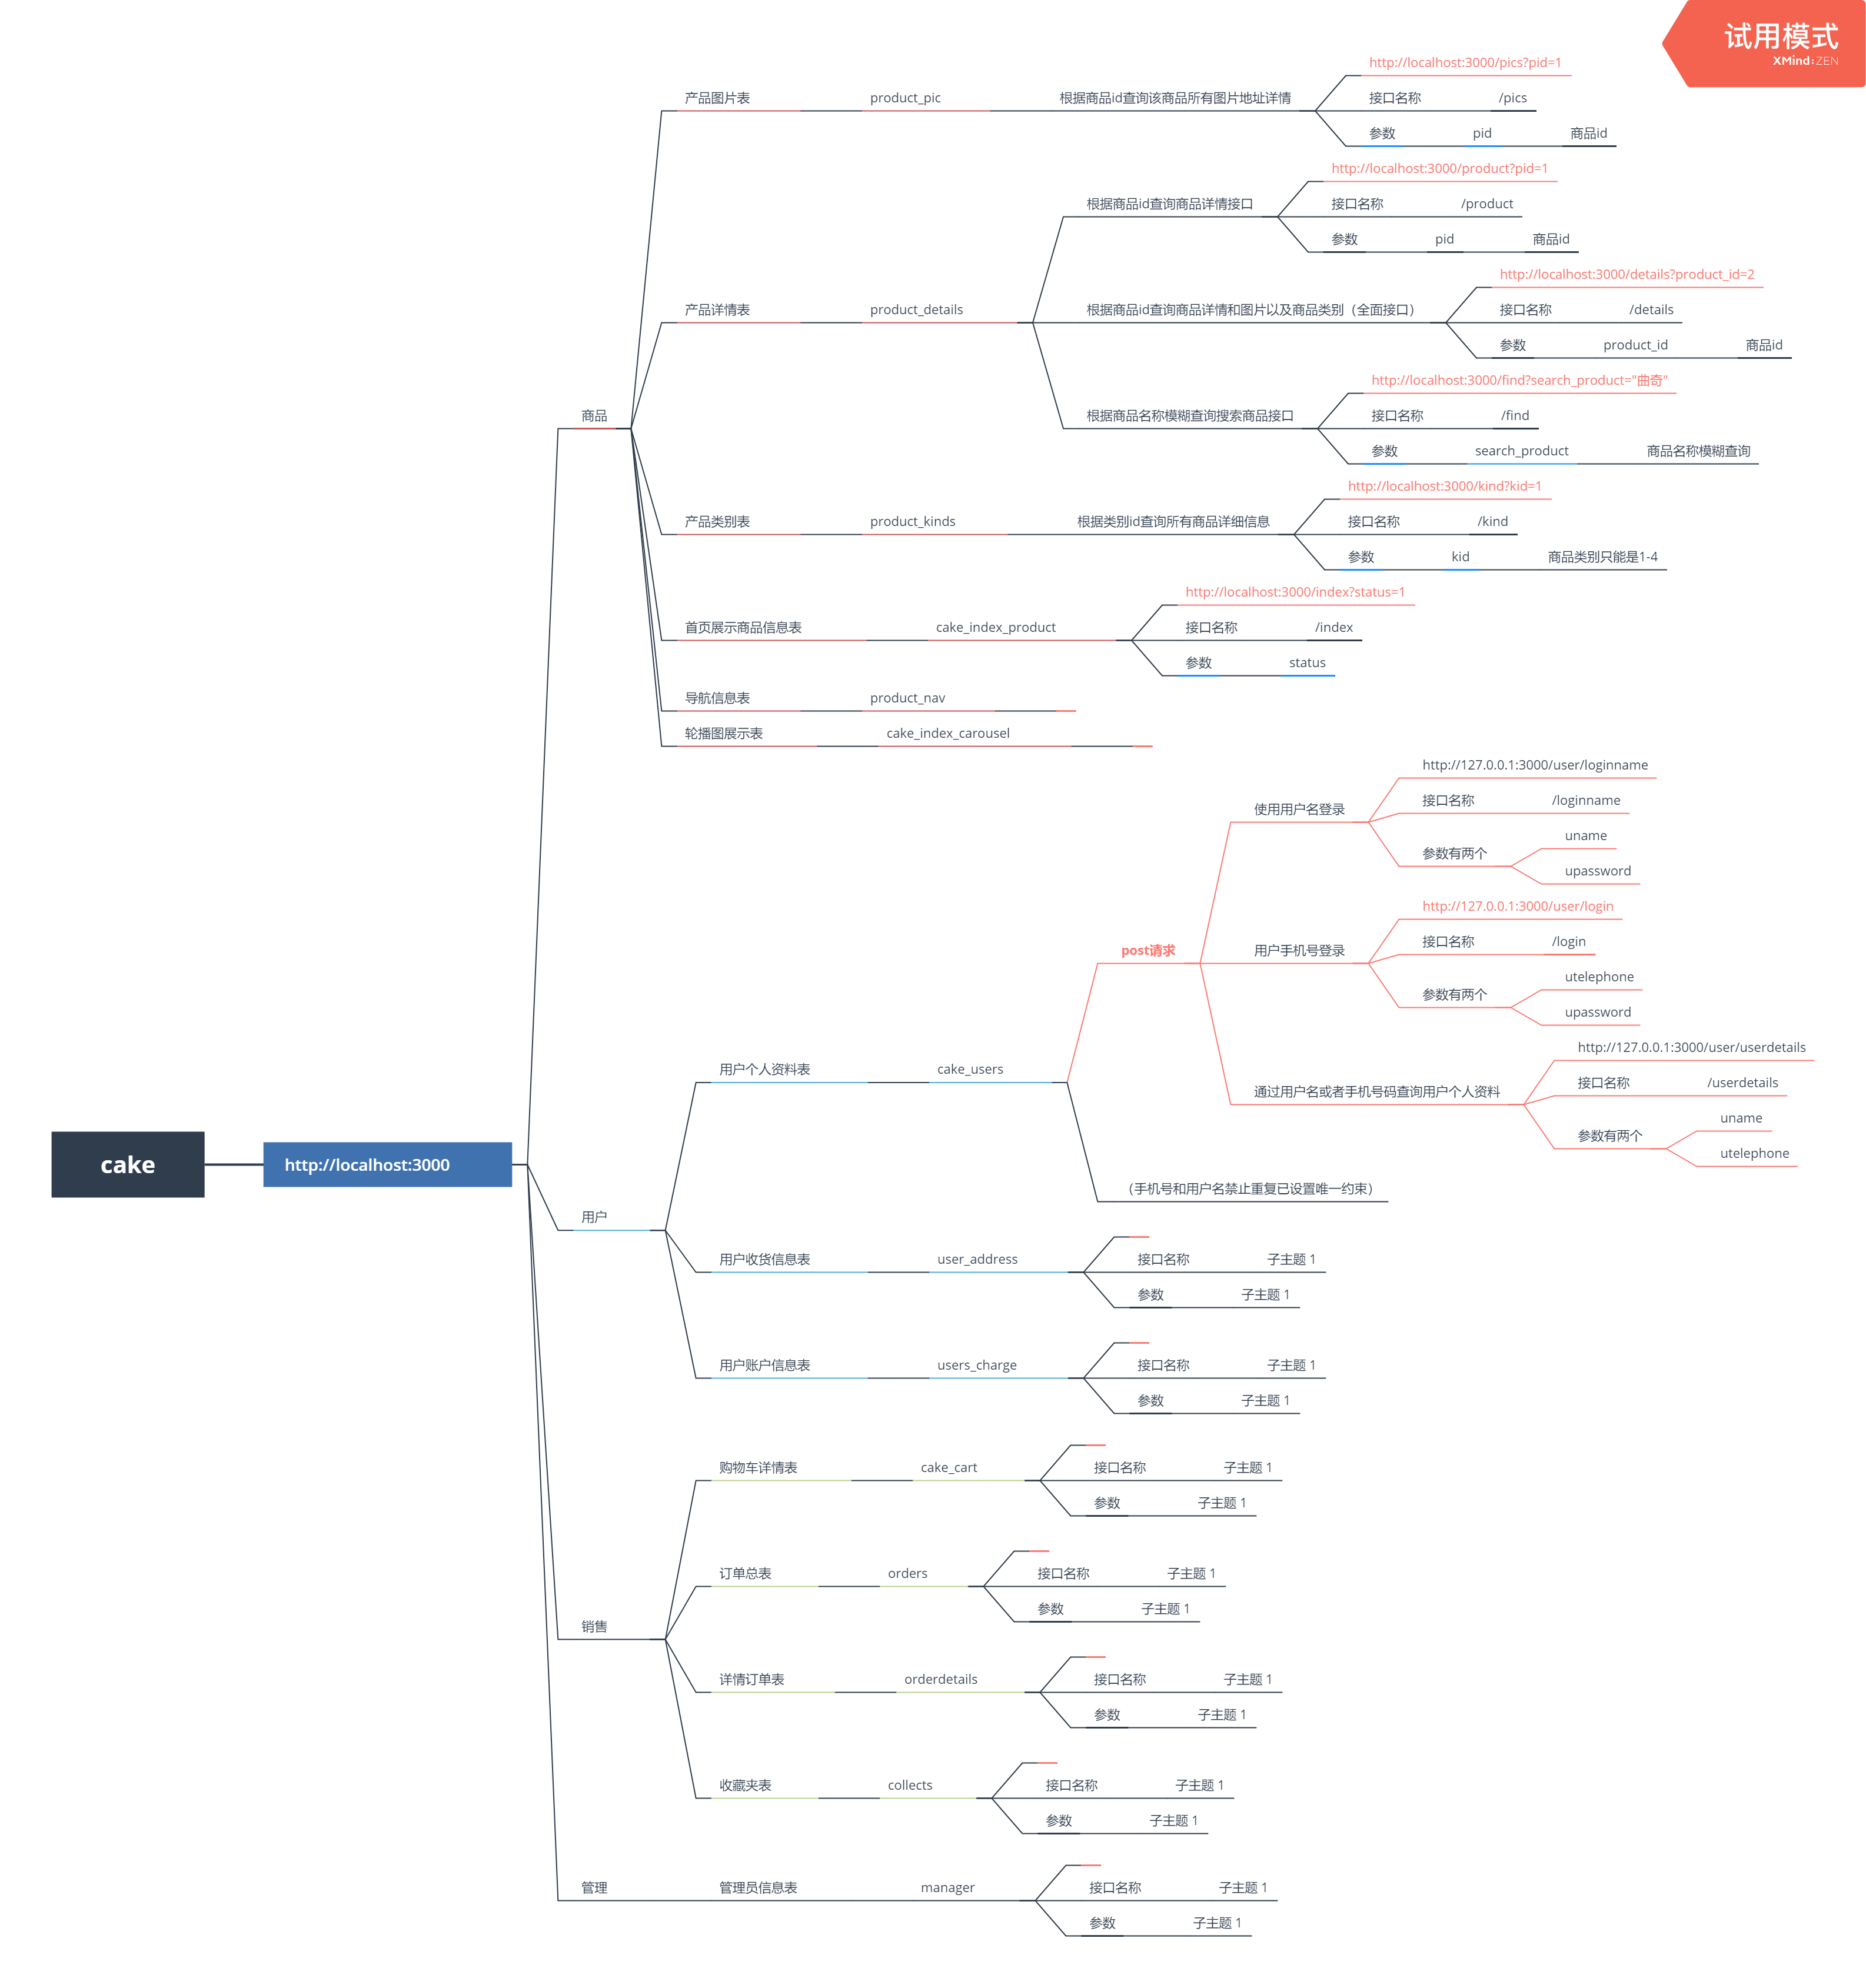 试用模式
XMind:ZEN
cake
http://localhost:3000
商品
产品图片表
product_pic
根据商品id查询该商品所有图片地址详情
http://localhost:3000/pics?pid=1
接口名称
/pics
参数
pid
商品id
产品详情表
product_details
根据商品id查询商品详情接口
http://localhost:3000/product?pid=1
接口名称
/product
参数
pid
商品id
根据商品id查询商品详情和图片以及商品类别（全面接口）
http://localhost:3000/details?product_id=2
接口名称
/details
参数
product_id
商品id
根据商品名称模糊查询搜索商品接口
http://localhost:3000/find?search_product="曲奇"
接口名称
/find
参数
search_product
商品名称模糊查询
产品类别表
product_kinds
根据类别id查询所有商品详细信息
http://localhost:3000/kind?kid=1
接口名称
/kind
参数
kid
商品类别只能是1-4
首页展示商品信息表
cake_index_product
http://localhost:3000/index?status=1
接口名称
/index
参数
status
导航信息表
product_nav
轮播图展示表
cake_index_carousel
用户
用户个人资料表
cake_users
post请求
使用用户名登录
http://127.0.0.1:3000/user/loginname
接口名称
/loginname
参数有两个
uname
upassword
用户手机号登录
http://127.0.0.1:3000/user/login
接口名称
/login
参数有两个
utelephone
upassword
通过用户名或者手机号码查询用户个人资料
http://127.0.0.1:3000/user/userdetails
接口名称
/userdetails
参数有两个
uname
utelephone
（手机号和用户名禁止重复已设置唯一约束）
用户收货信息表
user_address
接口名称
子主题 1
参数
子主题 1
用户账户信息表
users_charge
接口名称
子主题 1
参数
子主题 1
销售
购物车详情表
cake_cart
接口名称
子主题 1
参数
子主题 1
订单总表
orders
接口名称
子主题 1
参数
子主题 1
详情订单表
orderdetails
接口名称
子主题 1
参数
子主题 1
收藏夹表
collects
接口名称
子主题 1
参数
子主题 1
管理
管理员信息表
manager
接口名称
子主题 1
参数
子主题 1